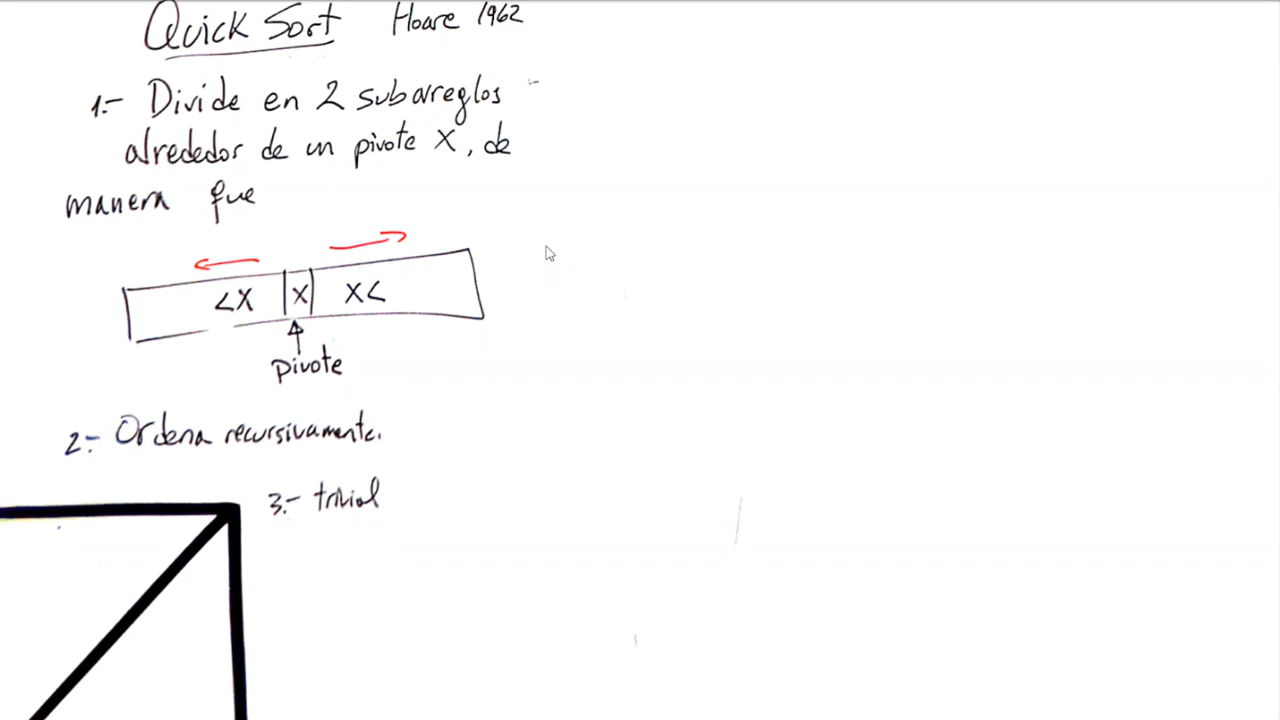 Quick Sort Hoare 1962
1.- Divide en 2 subarreglos
alrededor de un pivote X, de
manera que
<X X X<
pivote
2.- Ordena recursivamente.
3.- trivial